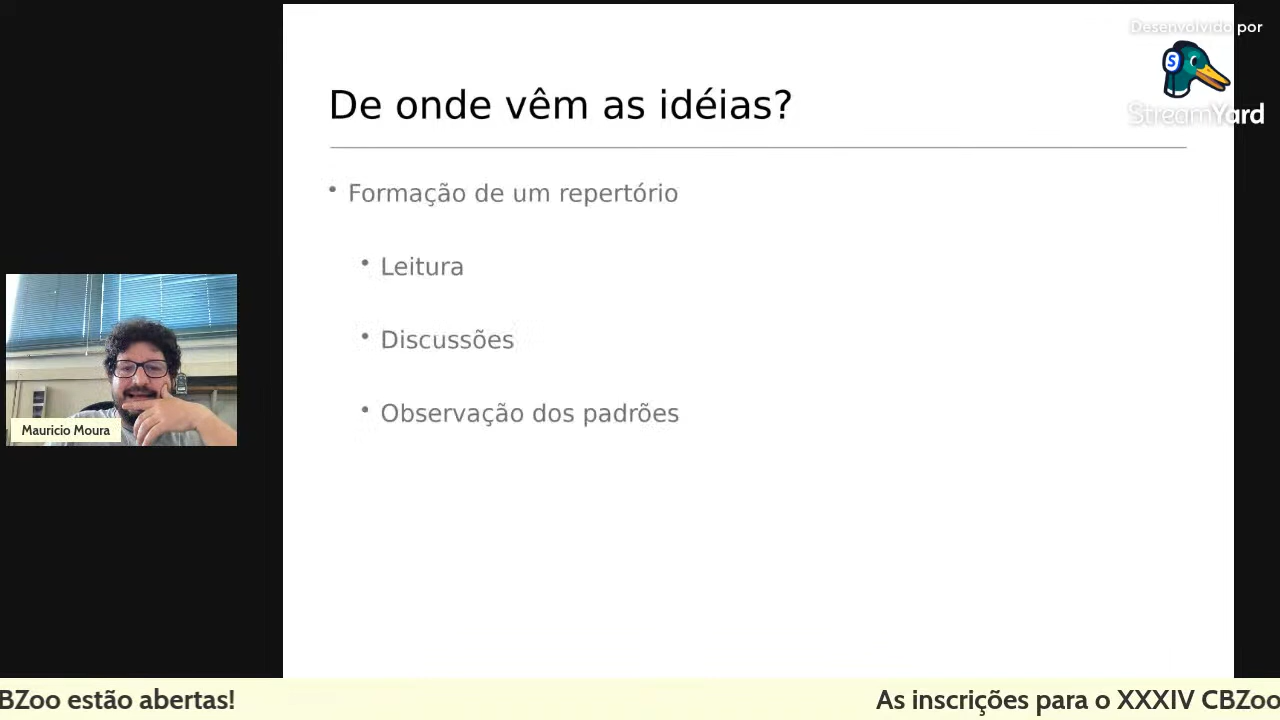 Desenvolvido por
S
StreamYard
De onde vêm as idéias?
• Formação de um repertório
• Leitura
• Discussões
• Observação dos padrões
Mauricio Moura
BZoo estão abertas!
As inscrições para o XXXIV CBZoo